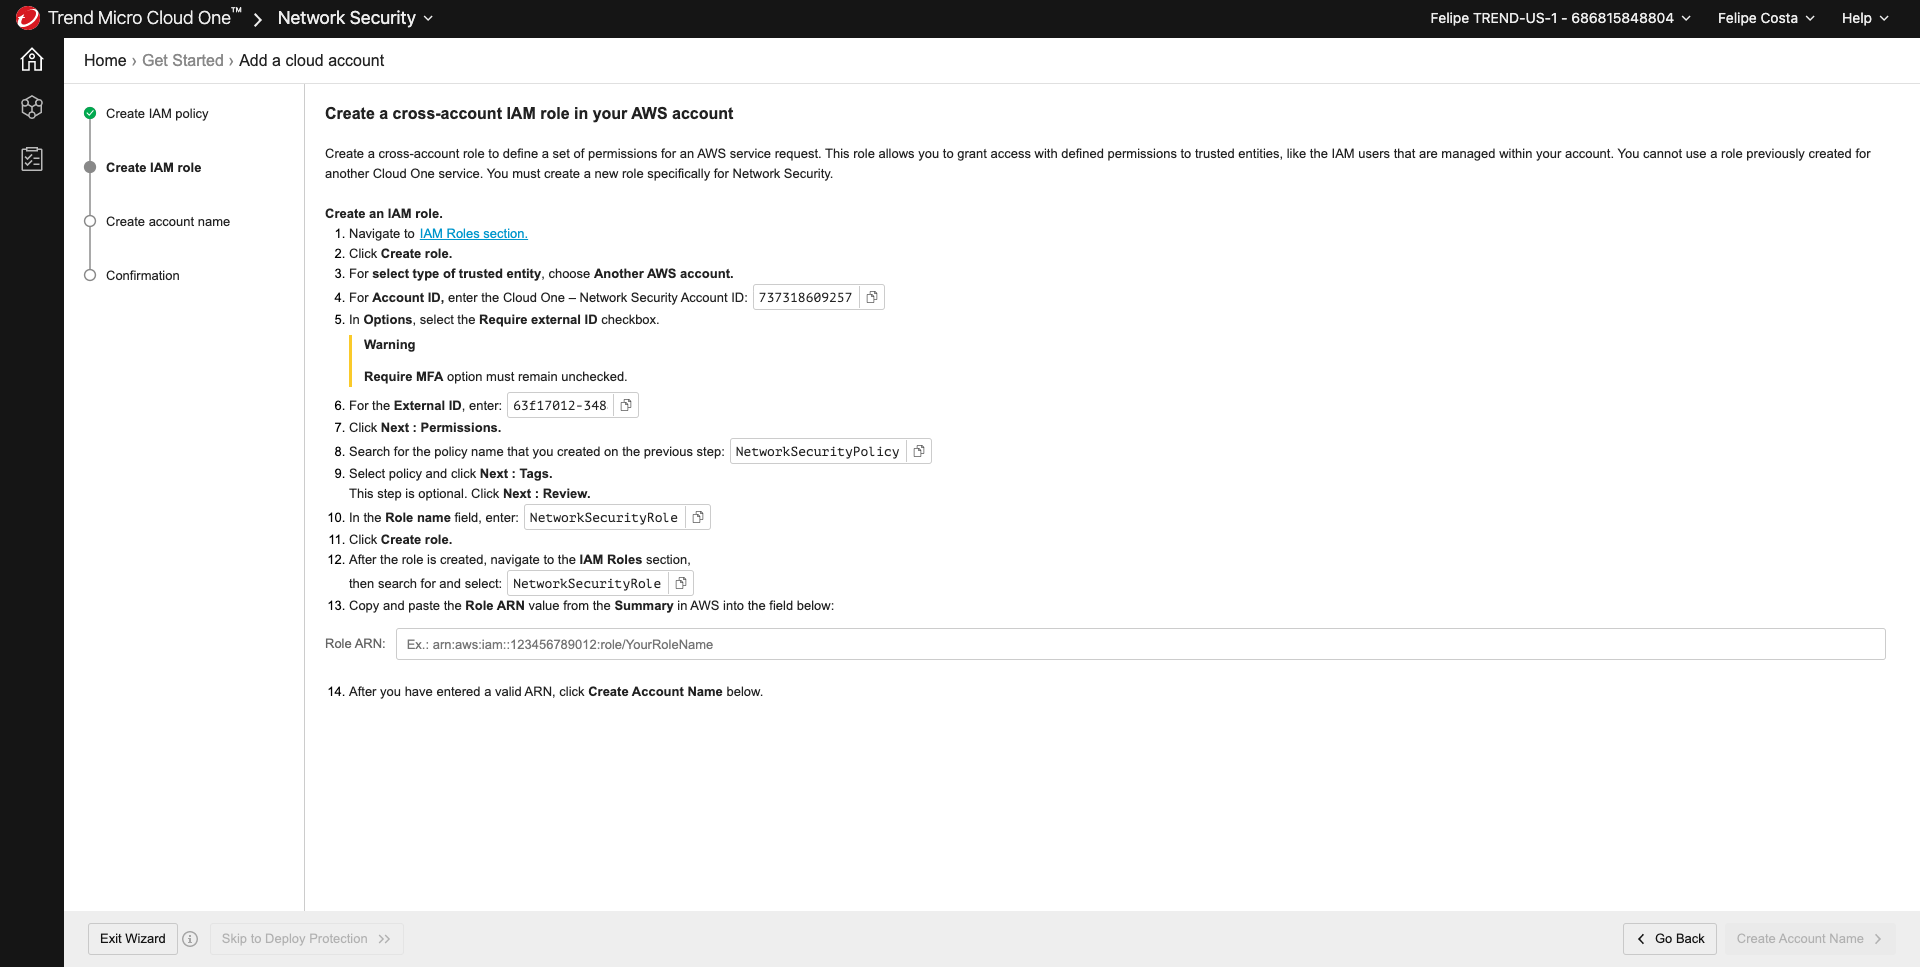 Trend Micro Cloud One™ > Network Security
Felipe TREND-US-1 - 686815848804
Felipe Costa
Help
Home › Get Started › Add a cloud account
Create IAM policy
Create IAM role
Create account name
Confirmation
Create a cross-account IAM role in your AWS account
Create a cross-account role to define a set of permissions for an AWS service request. This role allows you to grant access with defined permissions to trusted entities, like the IAM users that are managed within your account. You cannot use a role previously created for
another Cloud One service. You must create a new role specifically for Network Security.
Create an IAM role.
1. Navigate to IAM Roles section.
2. Click Create role.
3. For select type of trusted entity, choose Another AWS account.
4. For Account ID, enter the Cloud One – Network Security Account ID: 737318609257
5. In Options, select the Require external ID checkbox.
Warning
Require MFA option must remain unchecked.
6. For the External ID, enter: 63f17012-348
7. Click Next : Permissions.
8. Search for the policy name that you created on the previous step: NetworkSecurityPolicy
9. Select policy and click Next : Tags.
This step is optional. Click Next : Review.
10. In the Role name field, enter: NetworkSecurityRole
11. Click Create role.
12. After the role is created, navigate to the IAM Roles section,
then search for and select: NetworkSecurityRole
13. Copy and paste the Role ARN value from the Summary in AWS into the field below:
Role ARN: Ex.: arn:aws:iam::123456789012:role/YourRoleName
14. After you have entered a valid ARN, click Create Account Name below.
Exit Wizard
Skip to Deploy Protection
Go Back
Create Account Name